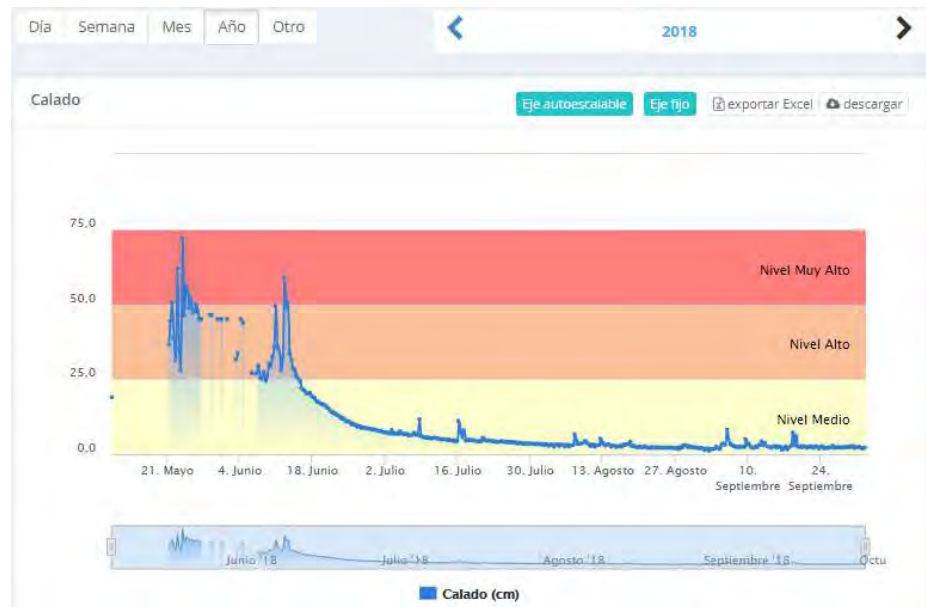 Día Semana Mes Año Otro
2018
Calado
Eje autoescalable Eje fijo exportar Excel descargar
75,0
Nivel Muy Alto
50,0
Nivel Alto
25,0
Nivel Medio
0,0
21. Mayo 4. Junio 18. Junio 2. Julio 16. Julio 30. Julio 13. Agosto 27. Agosto 10. Septiembre 24. Septiembre
Junio '18 Julio '18 Agosto '18 Septiembre '18 Octu
Calado (cm)